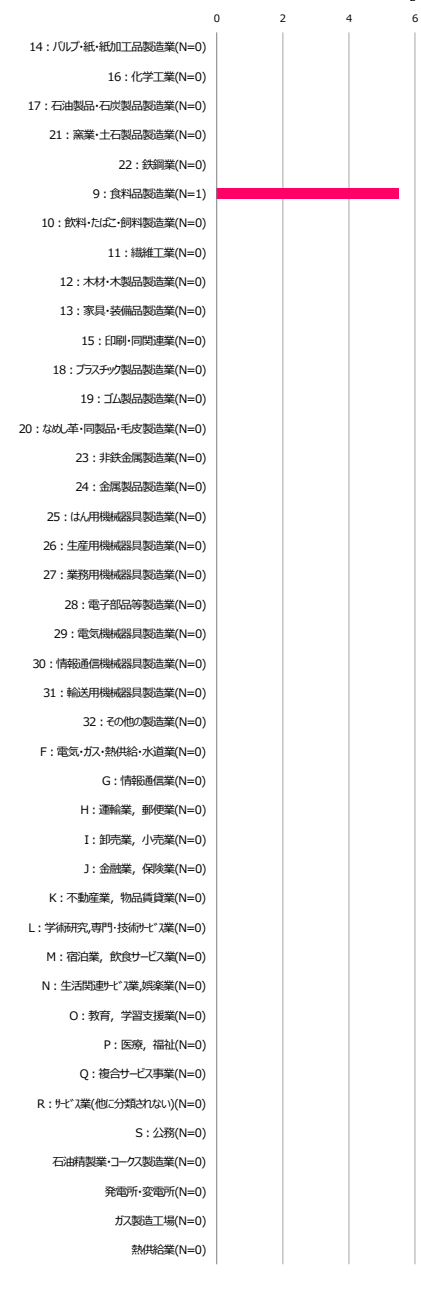 0 2 4 6
14：パルプ・紙・紙加工品製造業(N=0)
16：化学工業(N=0)
17：石油製品・石炭製品製造業(N=0)
21：窯業・土石製品製造業(N=0)
22：鉄鋼業(N=0)
9：食料品製造業(N=1)
10：飲料・たばこ・飼料製造業(N=0)
11：繊維工業(N=0)
12：木材・木製品製造業(N=0)
13：家具・装備品製造業(N=0)
15：印刷・同関連業(N=0)
18：プラスチック製品製造業(N=0)
19：ゴム製品製造業(N=0)
20：なめし革・同製品・毛皮製造業(N=0)
23：非鉄金属製造業(N=0)
24：金属製品製造業(N=0)
25：はん用機械器具製造業(N=0)
26：生産用機械器具製造業(N=0)
27：業務用機械器具製造業(N=0)
28：電子部品等製造業(N=0)
29：電気機械器具製造業(N=0)
30：情報通信機械器具製造業(N=0)
31：輸送用機械器具製造業(N=0)
32：その他の製造業(N=0)
F：電気・ガス・熱供給・水道業(N=0)
G：情報通信業(N=0)
H：運輸業，郵便業(N=0)
I：卸売業，小売業(N=0)
J：金融業，保険業(N=0)
K：不動産業，物品賃貸業(N=0)
L：学術研究,専門・技術ｻｰﾋﾞｽ業(N=0)
M：宿泊業，飲食サービス業(N=0)
N：生活関連ｻｰﾋﾞｽ業,娯楽業(N=0)
O：教育，学習支援業(N=0)
P：医療，福祉(N=0)
Q：複合サービス事業(N=0)
R：ｻｰﾋﾞｽ業(他に分類されない)(N=0)
S：公務(N=0)
石油精製業・コークス製造業(N=0)
発電所・変電所(N=0)
ガス製造工場(N=0)
熱供給業(N=0)